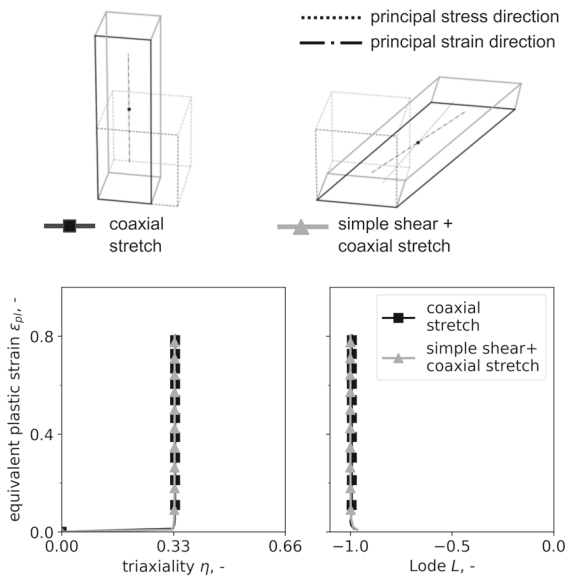 principal stress direction
principal strain direction
coaxial
stretch
simple shear +
coaxial stretch
equivalent plastic strain εpl, -
0.8
0.4
0.0
0.00
0.33
0.66
triaxiality η, -
coaxial
stretch
simple shear+
coaxial stretch
−1.0
−0.5
0.0
Lode L, -